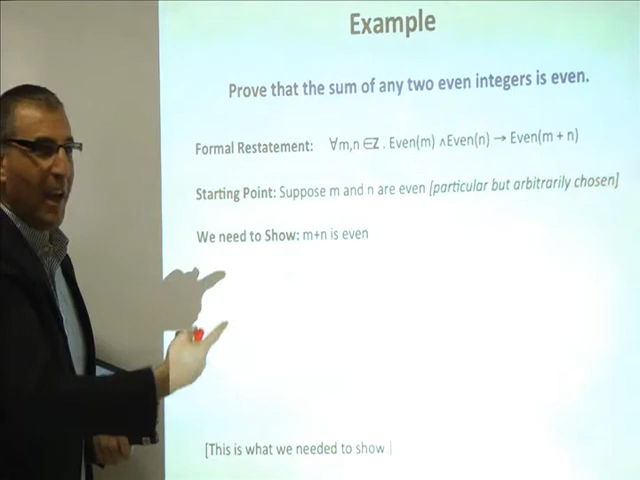 Example
Prove that the sum of any two even integers is even.
Formal Restatement: ∀m,n ∈Z . Even(m) ∧Even(n) → Even(m + n)
Starting Point: Suppose m and n are even [particular but arbitrarily chosen]
We need to Show: m+n is even
[This is what we needed to show ]